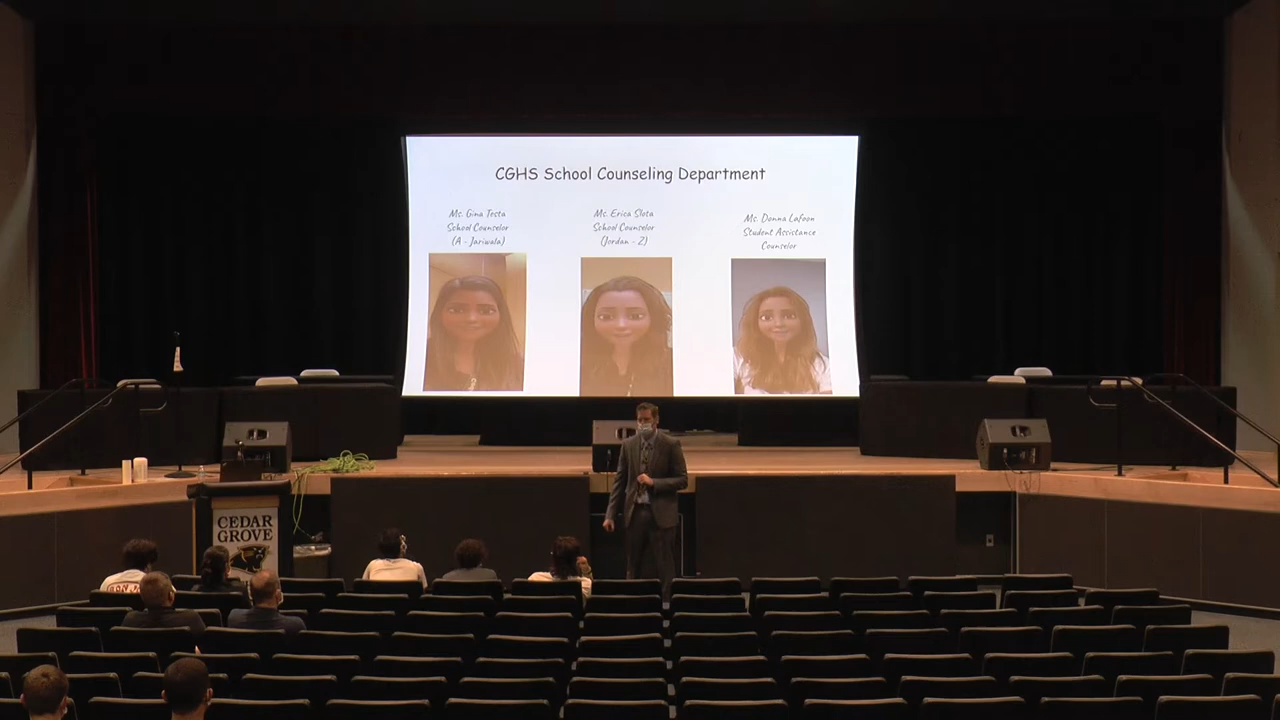 CGHS School Counseling Department
Ms. Gina Testa
School Counselor
(A - Jariwala)
Ms. Erica Slota
School Counselor
(Jordan - Z)
Ms. Donna Lafoon
Student Assistance
Counselor
CEDAR
GROVE